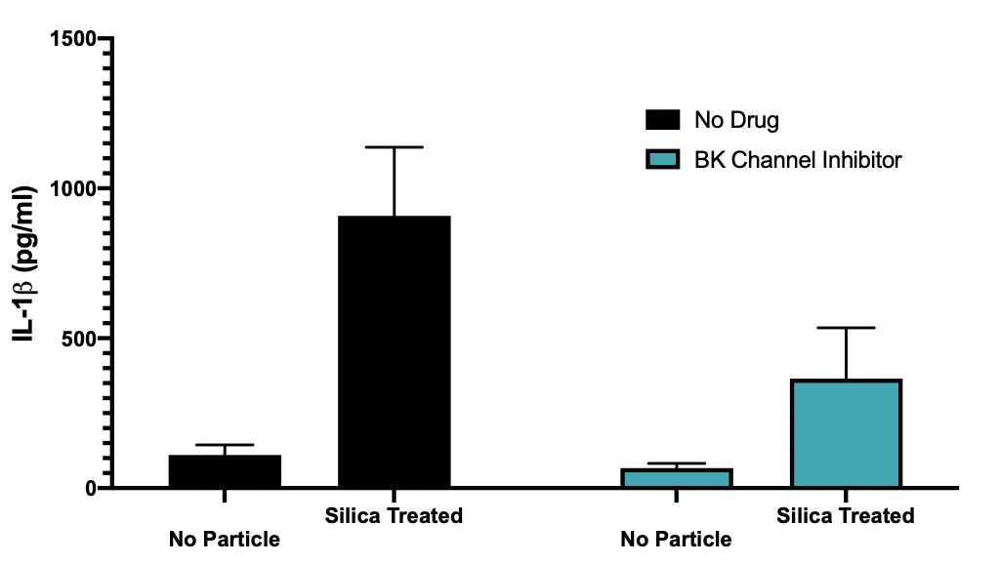 1500
1000
500
0
IL-1β (pg/ml)
No Drug
BK Channel Inhibitor
No Particle
Silica Treated
No Particle
Silica Treated